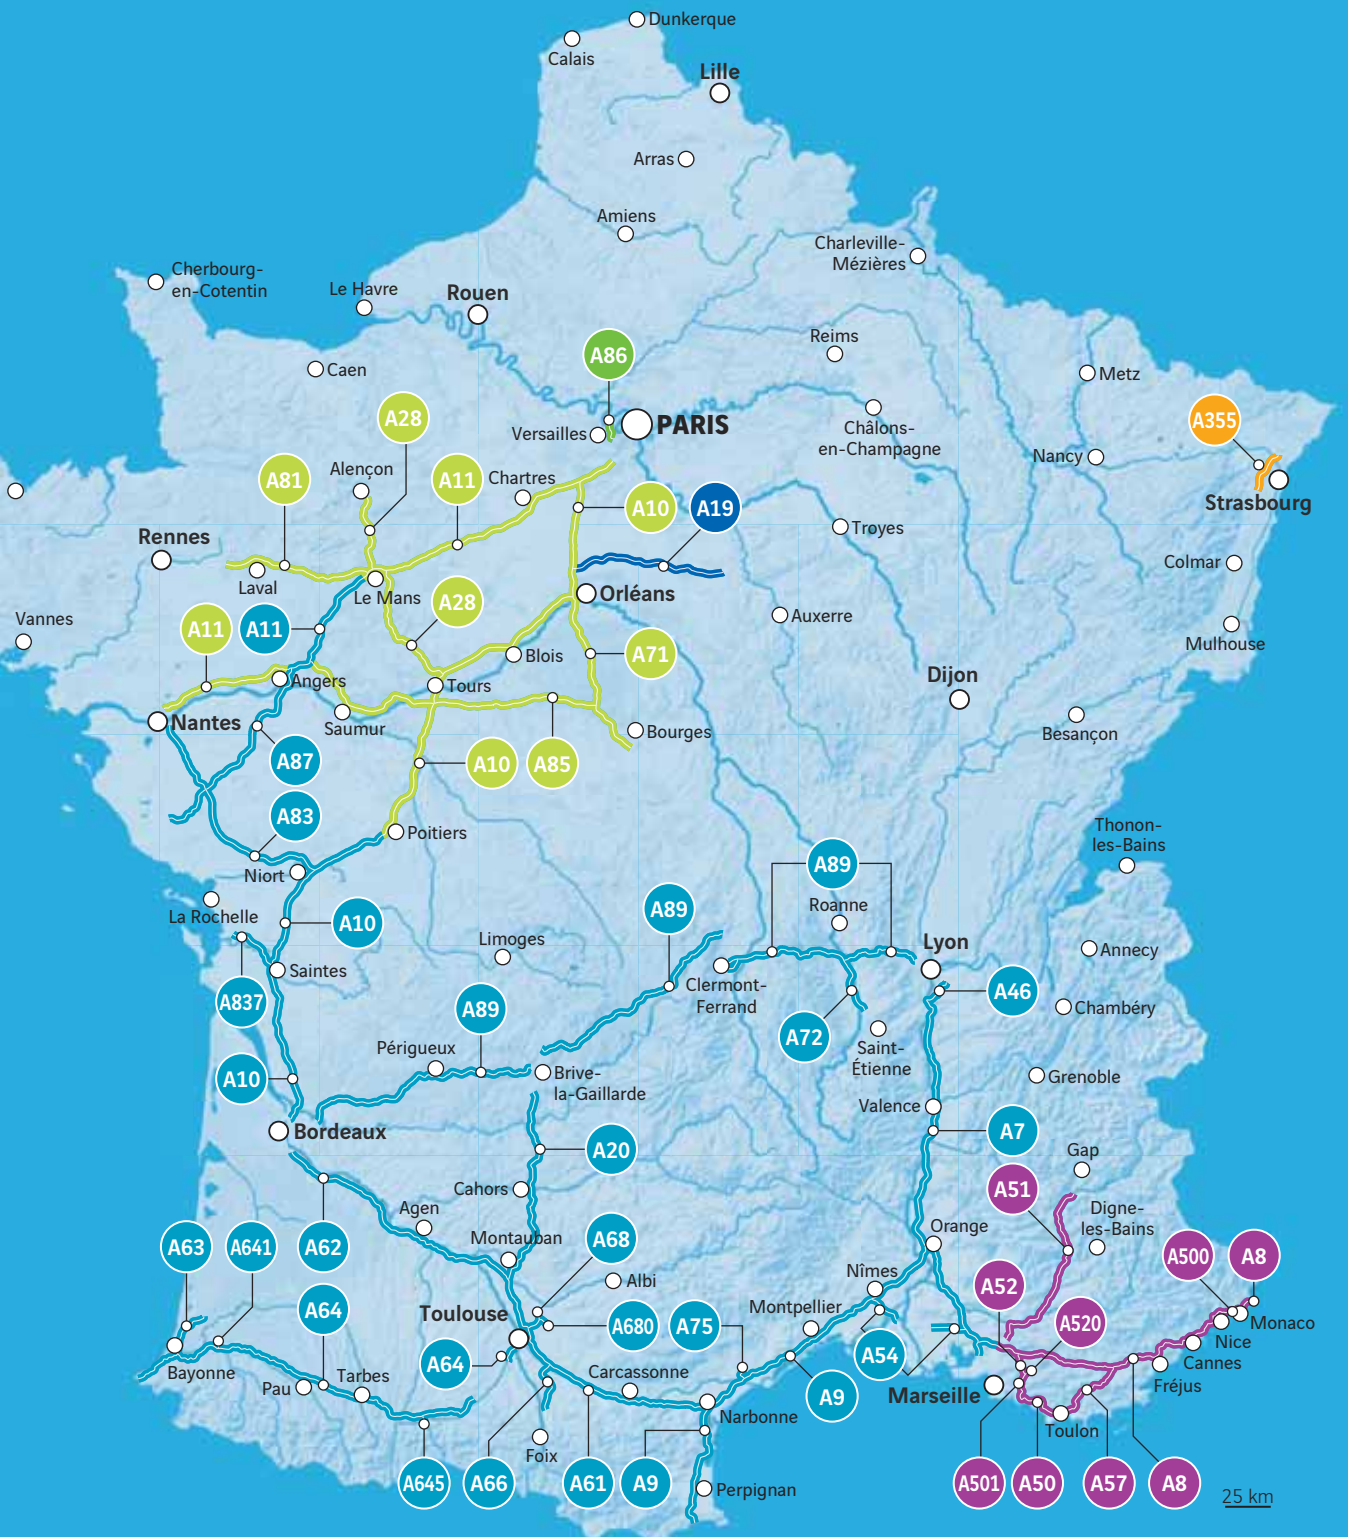 Dunkerque
Calais
Lille
Arras
Amiens
Charleville-
Mézières
Cherbourg-
en-Cotentin
Le Havre
Rouen
Reims
A86
Caen
Metz
PARIS
A28
A355
Versailles
Châlons-
en-Champagne
Nancy
Alençon
A81
A11
Chartres
Strasbourg
A10
A19
Troyes
Rennes
Colmar
Laval
Le Mans
Orléans
A28
Vannes
A11
A11
Auxerre
Mulhouse
Blois
A71
Angers
Tours
Dijon
Nantes
Saumur
Bourges
Besançon
A87
A10
A85
A83
Poitiers
Thonon-
les-Bains
A89
Niort
Roanne
La Rochelle
A89
A10
Limoges
Lyon
Annecy
Saintes
Clermont-
Ferrand
A46
A837
A89
Chambéry
A72
Saint-
Étienne
Périgueux
A10
Brive-
la-Gaillarde
Grenoble
Valence
Bordeaux
A7
A20
Gap
Cahors
A51
Agen
Digne-
les-Bains
Orange
Montauban
A68
A63
A641
A62
A500
A8
Albi
Nîmes
A52
A64
Montpellier
Toulouse
A680
A75
A520
Monaco
Nice
A64
A54
Cannes
Bayonne
Carcassonne
Fréjus
Pau
Tarbes
A9
Marseille
Narbonne
Toulon
Foix
A645
A66
A61
A9
Perpignan
A501
A50
A57
A8
25 km